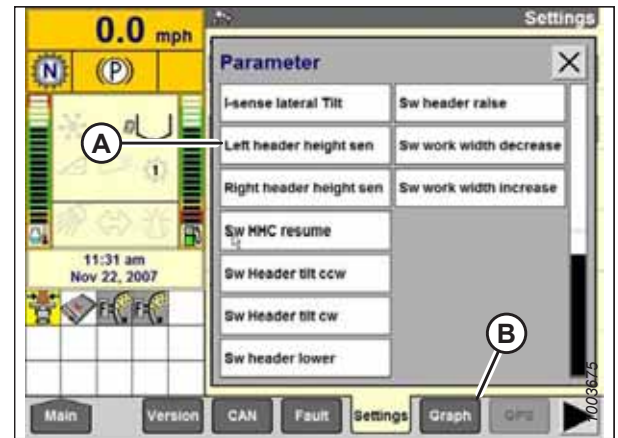 0.0 mph
Settings
N
(P)
Parameter
I-sense lateral Tilt
Sw header raise
A
Left header height sen
Sw work width decrease
1
Right header height sen
Sw work width increase
Sw HHC resume
11:31 am
Nov 22, 2007
Sw Header tilt ccw
Sw Header tilt cw
B
Sw header lower
1003675
Main
Version
CAN
Fault
Settings
Graph
GPS